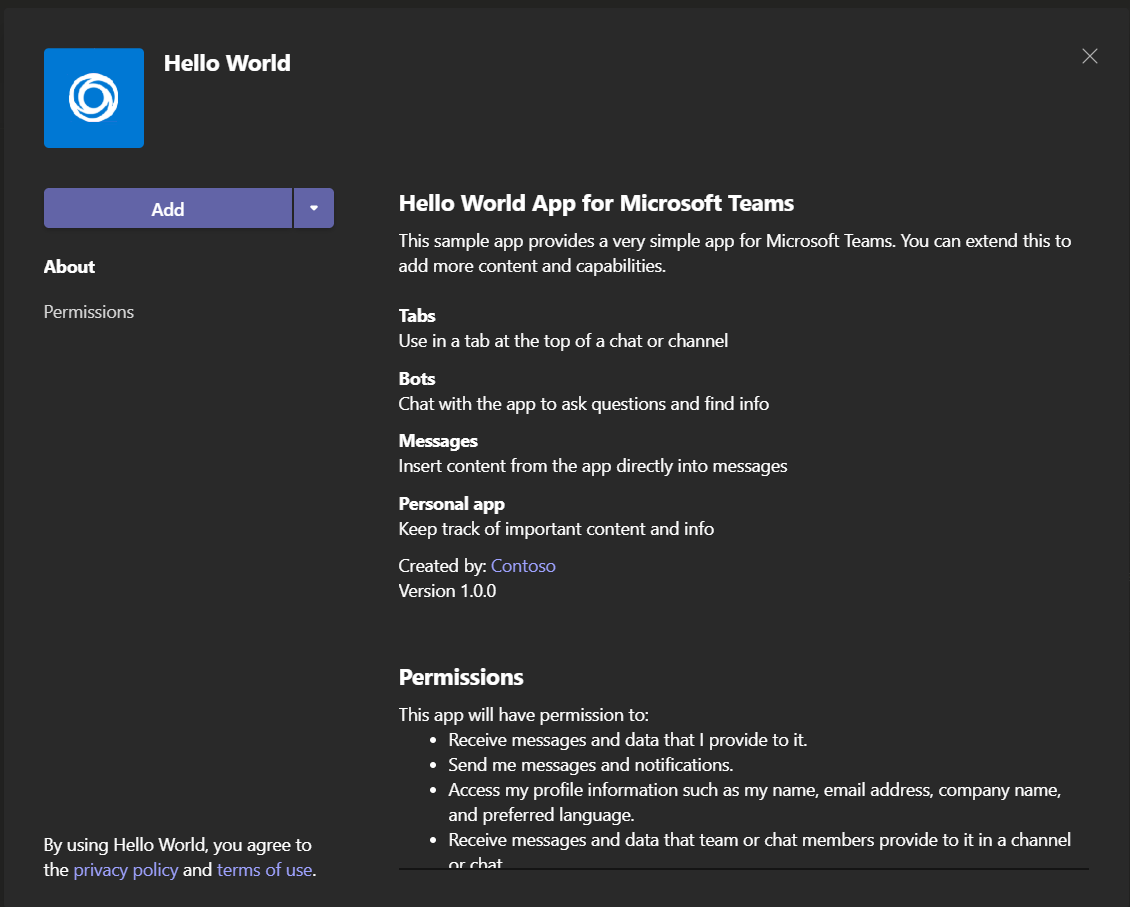 Hello World
Add
About
Permissions
Hello World App for Microsoft Teams
This sample app provides a very simple app for Microsoft Teams. You can extend this to
add more content and capabilities.
Tabs
Use in a tab at the top of a chat or channel
Bots
Chat with the app to ask questions and find info
Messages
Insert content from the app directly into messages
Personal app
Keep track of important content and info
Created by: Contoso
Version 1.0.0
Permissions
This app will have permission to:
• Receive messages and data that I provide to it.
• Send me messages and notifications.
• Access my profile information such as my name, email address, company name,
and preferred language.
• Receive messages and data that team or chat members provide to it in a channel
or chat
By using Hello World, you agree to
the privacy policy and terms of use.